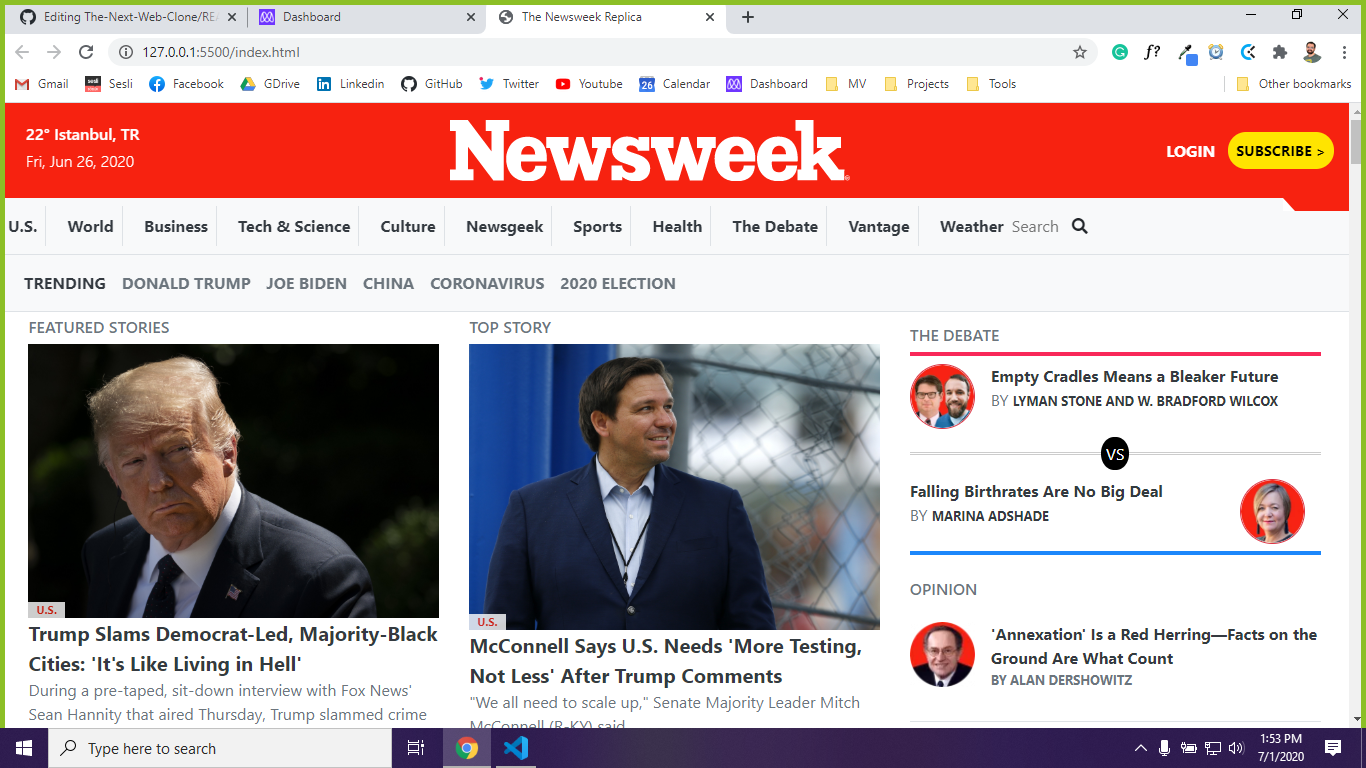 Editing The-Next-Web-Clone/REA
Dashboard
The Newsweek Replica
127.0.0.1:5500/index.html
f?
Gmail
sesli
Sesli
Facebook
GDrive
Linkedin
GitHub
Twitter
Youtube
26
Calendar
Dashboard
MV
Projects
Tools
Other bookmarks
22° Istanbul, TR
Fri, Jun 26, 2020
Newsweek
LOGIN
SUBSCRIBE >
U.S.
World
Business
Tech & Science
Culture
Newsgeek
Sports
Health
The Debate
Vantage
Weather
Search
TRENDING
DONALD TRUMP
JOE BIDEN
CHINA
CORONAVIRUS
2020 ELECTION
FEATURED STORIES
U.S.
Trump Slams Democrat-Led, Majority-Black
Cities: 'It's Like Living in Hell'
During a pre-taped, sit-down interview with Fox News'
Sean Hannity that aired Thursday, Trump slammed crime
TOP STORY
U.S.
McConnell Says U.S. Needs 'More Testing,
Not Less' After Trump Comments
"We all need to scale up," Senate Majority Leader Mitch
McConnell (R-KY) said
THE DEBATE
Empty Cradles Means a Bleaker Future
BY LYMAN STONE AND W. BRADFORD WILCOX
VS
Falling Birthrates Are No Big Deal
BY MARINA ADSHADE
OPINION
'Annexation' Is a Red Herring—Facts on the
Ground Are What Count
BY ALAN DERSHOWITZ
Type here to search
1:53 PM
7/1/2020